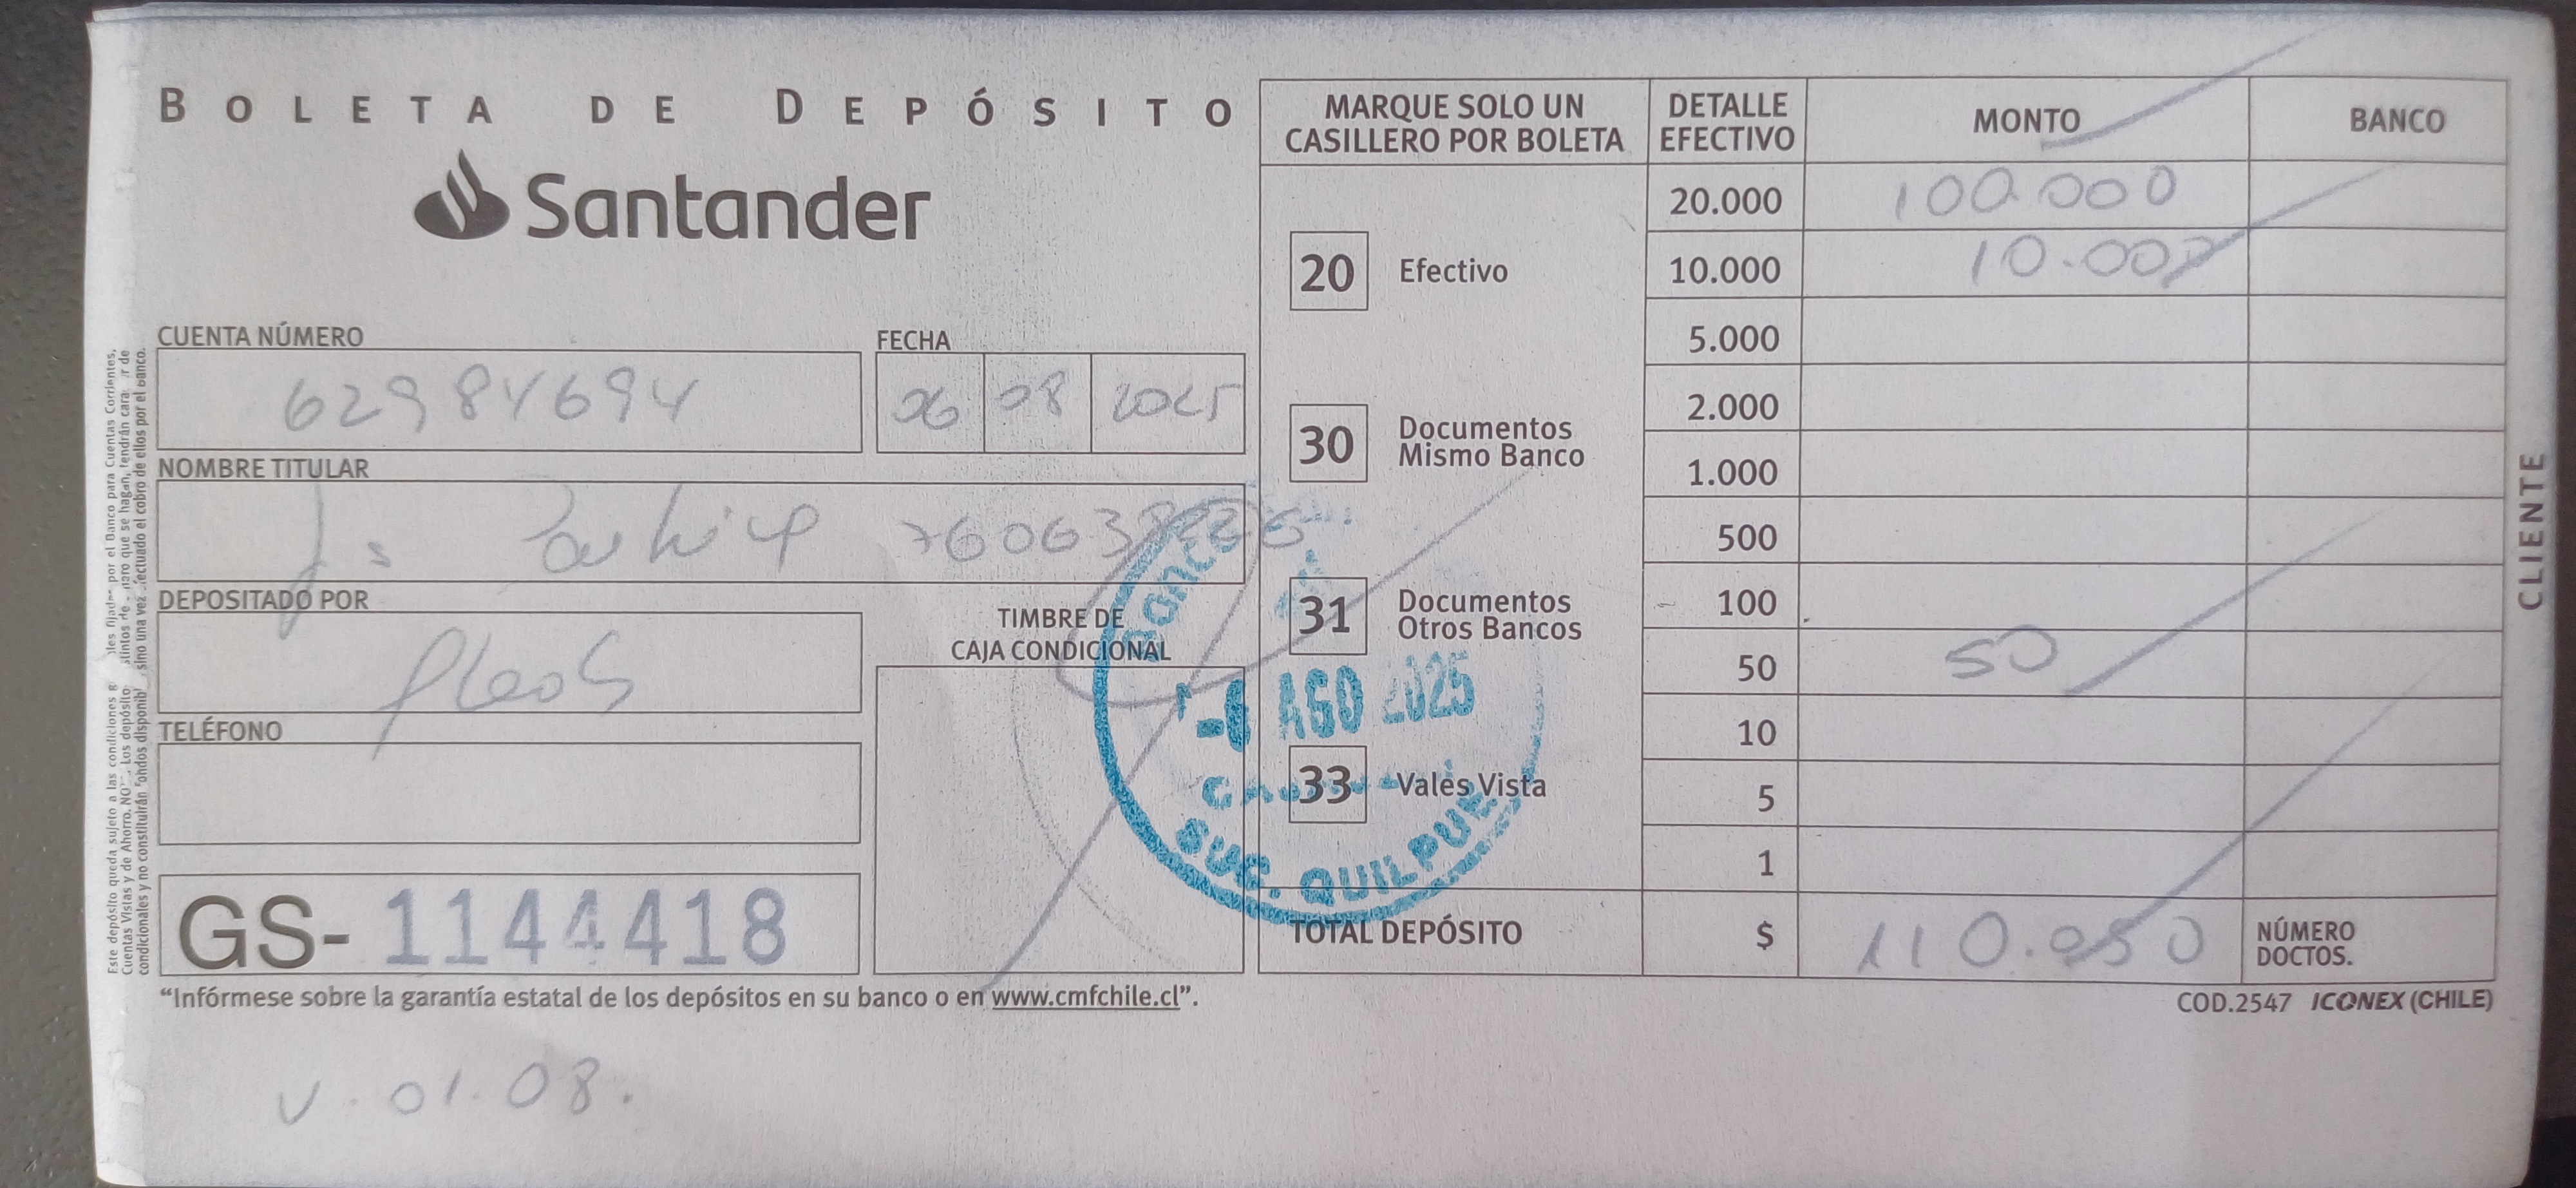 BOLETA DE DEPÓSITO
Santander
CUENTA NÚMERO
62984694
FECHA
06 08 2025
NOMBRE TITULAR
DEPOSITADO POR
TELÉFONO
GS-1144418
TIMBRE DE
CAJA CONDICIONAL
"Infórmese sobre la garantía estatal de los depósitos en su banco o en www.cmfchile.cl".
v. 01.08.
MARQUE SOLO UN
CASILLERO POR BOLETA
20 Efectivo
30 Documentos
Mismo Banco
31 Documentos
Otros Bancos
33 Vales Vista
AGO 2025
SUC. QUILPUE
DETALLE
EFECTIVO MONTO BANCO
20.000 100.000
10.000 10.000
5.000
2.000
1.000
500
100
50 50
10
5
1
TOTAL DEPÓSITO $ 110.050 NÚMERO
DOCTOS.
COD.2547 ICONEX (CHILE)
CLIENTE